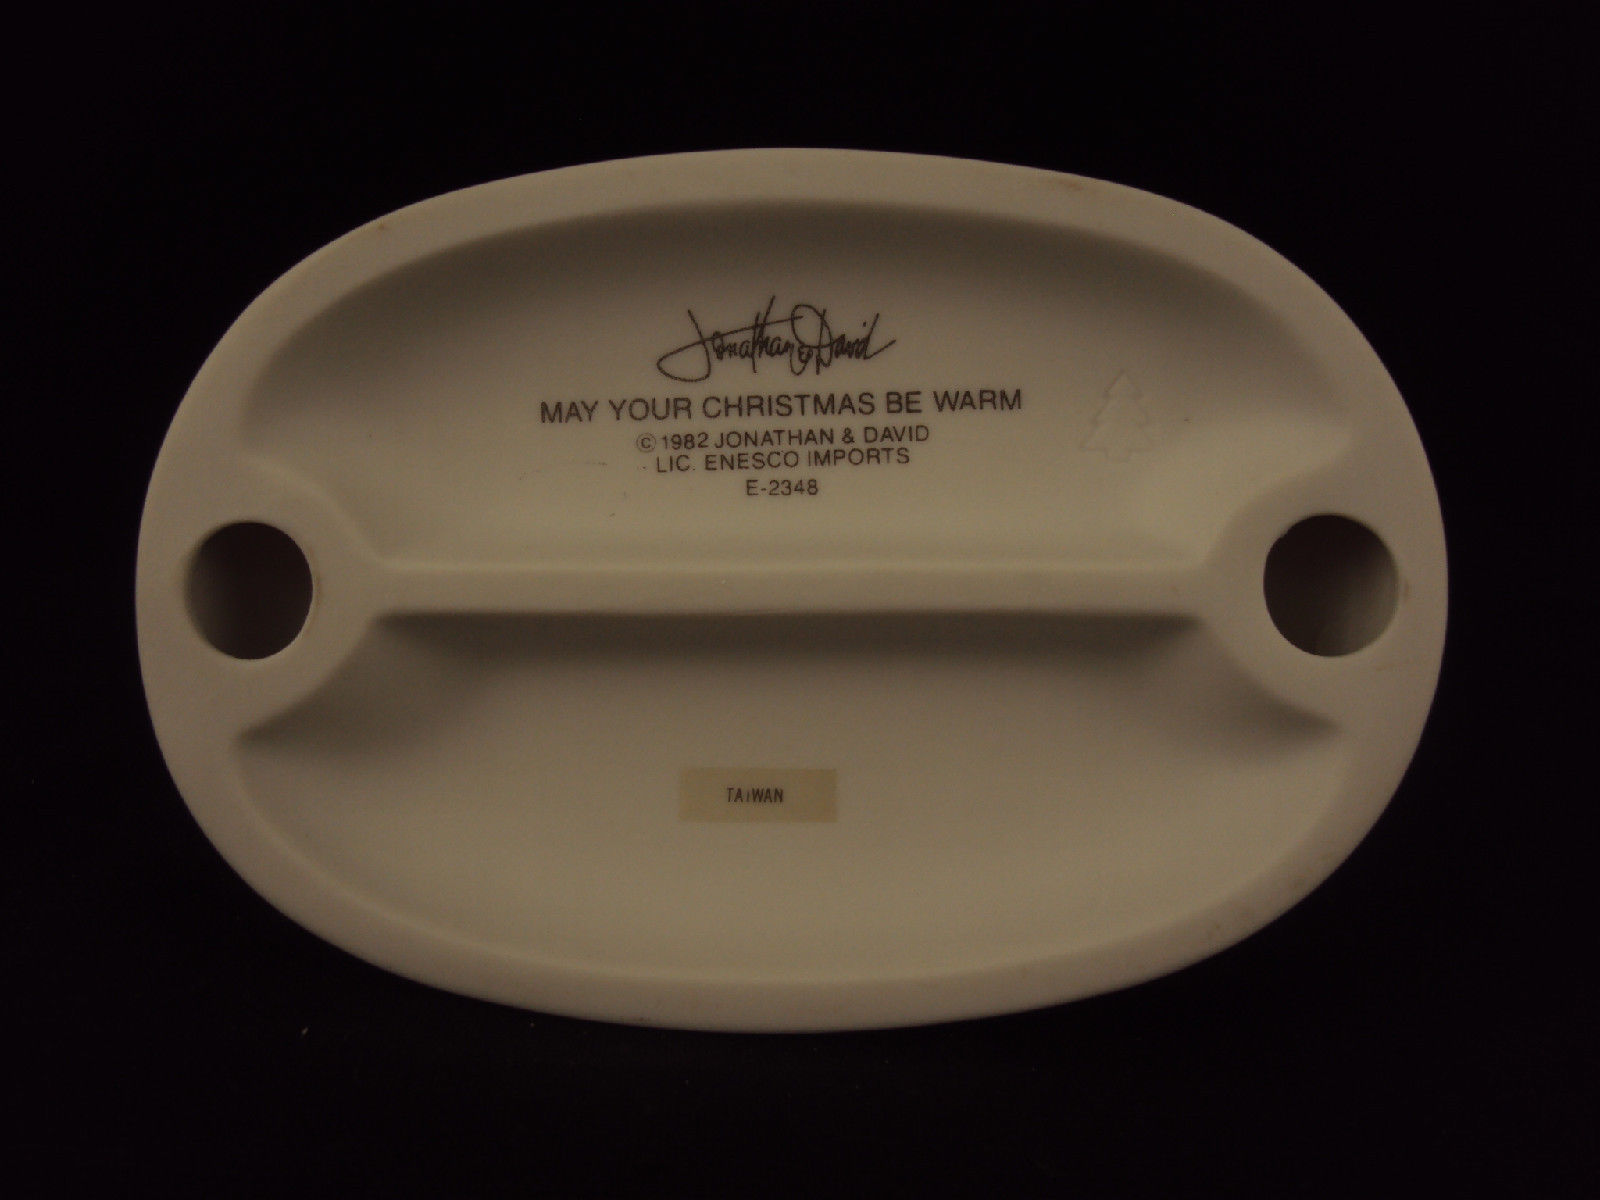 Jonathan & David
MAY YOUR CHRISTMAS BE WARM
© 1982 JONATHAN & DAVID
LIC. ENESCO IMPORTS
E-2348
TAIWAN